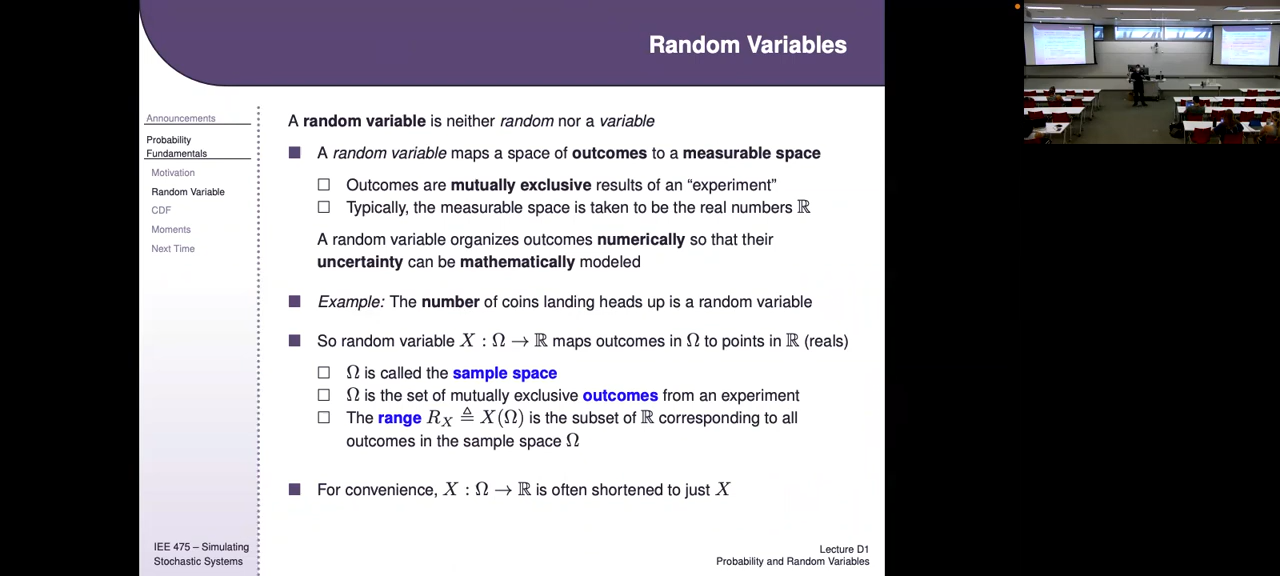 Random Variables
Announcements
Probability
Fundamentals
Motivation
Random Variable
CDF
Moments
Next Time
A random variable is neither random nor a variable
A random variable maps a space of outcomes to a measurable space
Outcomes are mutually exclusive results of an “experiment”
Typically, the measurable space is taken to be the real numbers ℝ
A random variable organizes outcomes numerically so that their
uncertainty can be mathematically modeled
Example: The number of coins landing heads up is a random variable
So random variable X : Ω → ℝ maps outcomes in Ω to points in ℝ (reals)
Ω is called the sample space
Ω is the set of mutually exclusive outcomes from an experiment
The range R_X ≜ X(Ω) is the subset of ℝ corresponding to all
outcomes in the sample space Ω
For convenience, X : Ω → ℝ is often shortened to just X
IEE 475 – Simulating
Stochastic Systems
Lecture D1
Probability and Random Variables